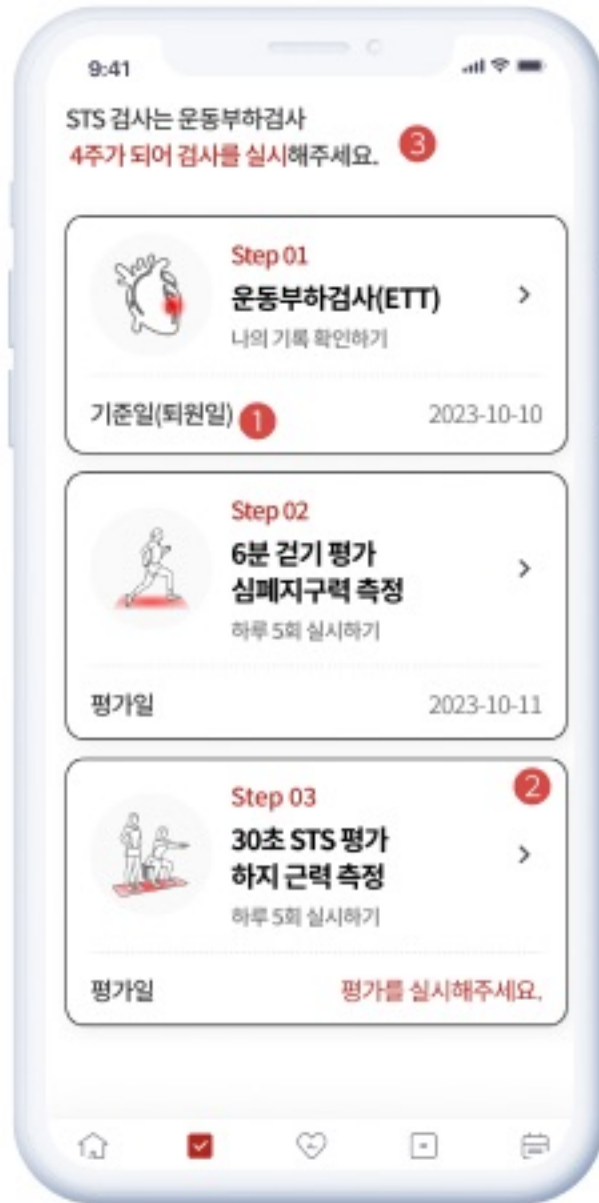 9:41
STS 검사는 운동부하검사
4주가 되어 검사를 실시해주세요. 3
Step 01
운동부하검사(ETT)
나의 기록 확인하기
기준일(퇴원일) 1 2023-10-10
Step 02
6분 걷기 평가
심폐지구력 측정
하루 5회 실시하기
평가일 2023-10-11
2
Step 03
30초 STS 평가
하지 근력 측정
하루 5회 실시하기
평가일 평가를 실시해주세요.